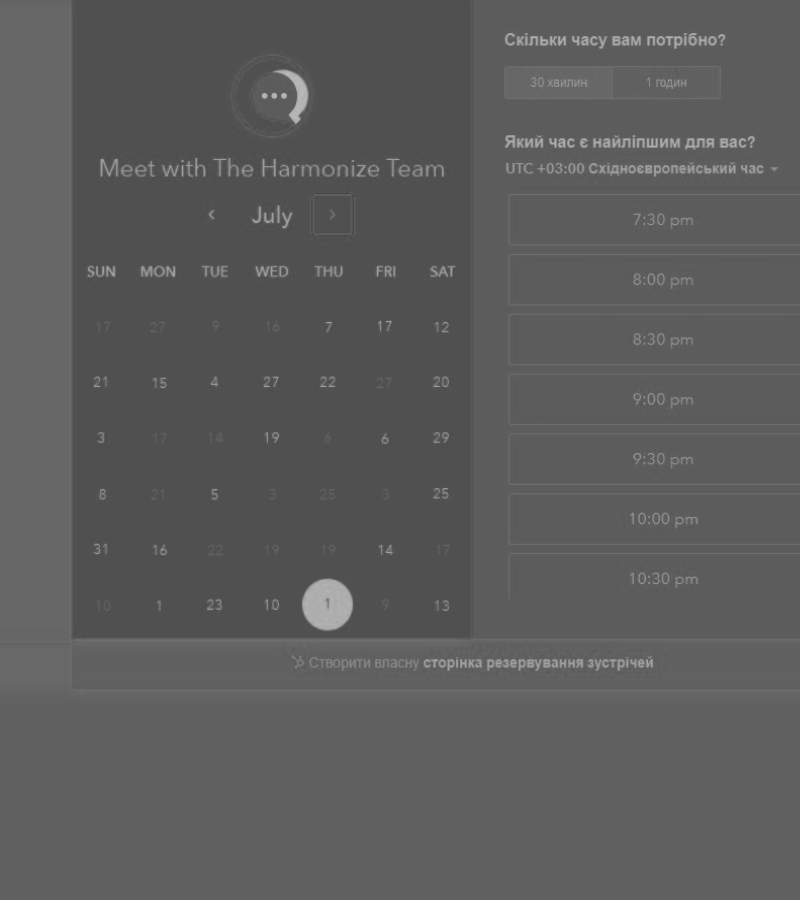 Meet with The Harmonize Team
July
SUN MON TUE WED THU FRI SAT
17 27 9 16 7 17 12
21 15 4 27 22 27 20
3 17 14 19 6 6 29
8 21 5 3 25 3 25
31 16 22 19 19 14 17
10 1 23 10 1 9 13
Скільки часу вам потрібно?
30 хвилин 1 годин
Який час є найліпшим для вас?
UTC +03:00 Східноєвропейський час
7:30 pm
8:00 pm
8:30 pm
9:00 pm
9:30 pm
10:00 pm
10:30 pm
Створити власну сторінка резервування зустрічей